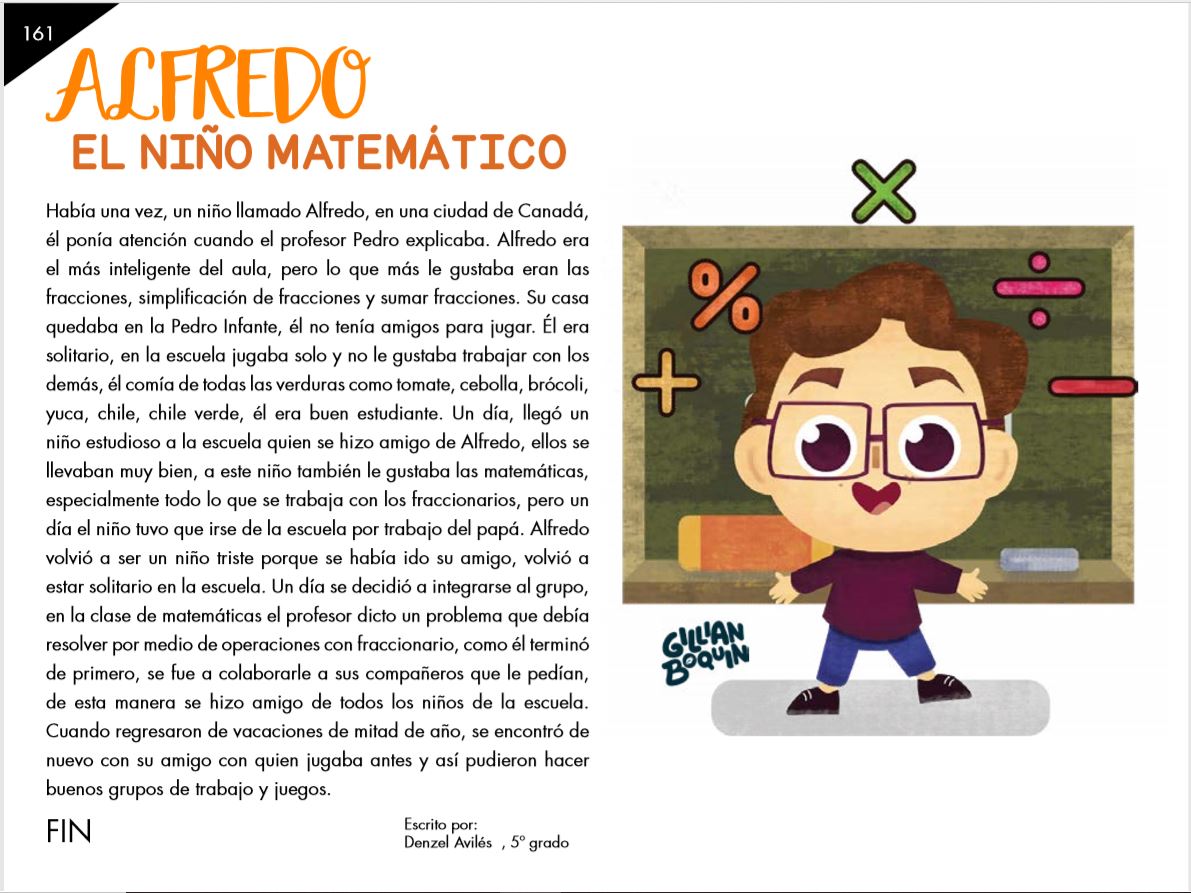 161
ALFREDO
EL NIÑO MATEMÁTICO
Había una vez, un niño llamado Alfredo, en una ciudad de Canadá,
él ponía atención cuando el profesor Pedro explicaba. Alfredo era
el más inteligente del aula, pero lo que más le gustaba eran las
fracciones, simplificación de fracciones y sumar fracciones. Su casa
quedaba en la Pedro Infante, él no tenía amigos para jugar. Él era
solitario, en la escuela jugaba solo y no le gustaba trabajar con los
demás, él comía de todas las verduras como tomate, cebolla, brócoli,
yuca, chile, chile verde, él era buen estudiante. Un día, llegó un
niño estudioso a la escuela quien se hizo amigo de Alfredo, ellos se
llevaban muy bien, a este niño también le gustaba las matemáticas,
especialmente todo lo que se trabaja con los fraccionarios, pero un
día el niño tuvo que irse de la escuela por trabajo del papá. Alfredo
volvió a ser un niño triste porque se había ido su amigo, volvió a
estar solitario en la escuela. Un día se decidió a integrarse al grupo,
en la clase de matemáticas el profesor dicto un problema que debía
resolver por medio de operaciones con fraccionario, como él terminó
de primero, se fue a colaborarle a sus compañeros que le pedían,
de esta manera se hizo amigo de todos los niños de la escuela.
Cuando regresaron de vacaciones de mitad de año, se encontró de
nuevo con su amigo con quien jugaba antes y así pudieron hacer
buenos grupos de trabajo y juegos.
FIN
Escrito por:
Denzel Avilés , 5º grado
×
%
÷
+
−
GILLIAN
BOQUIN